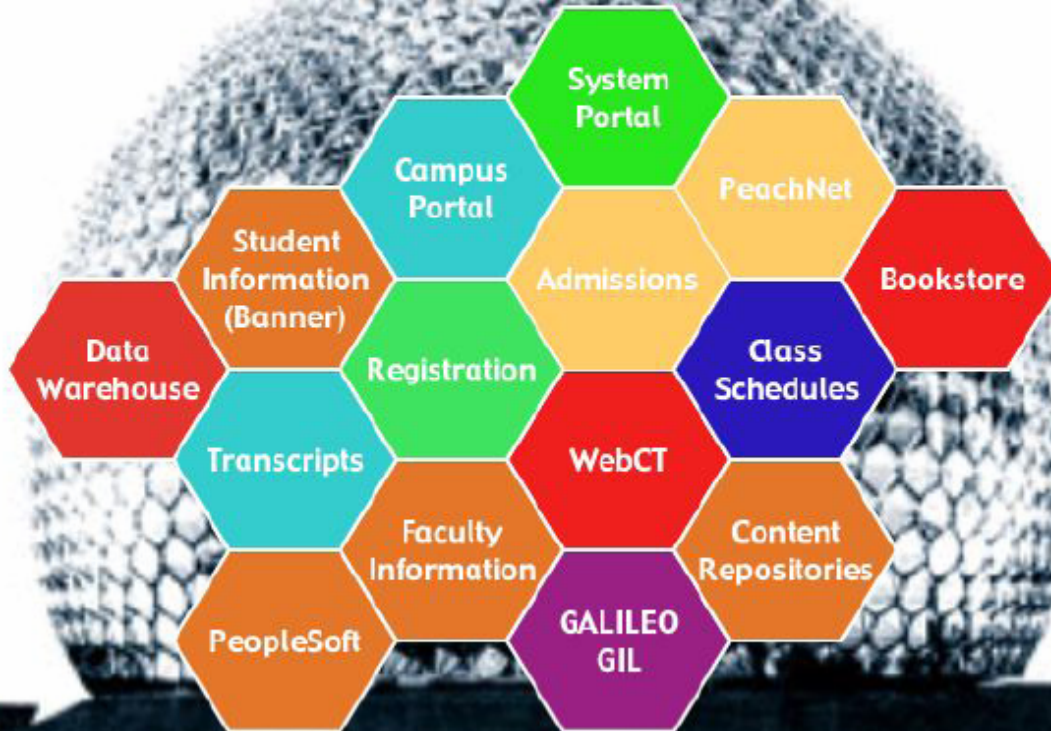 System
Portal
Campus
Portal
PeachNet
Student
Information
(Banner)
Admissions
Bookstore
Data
Warehouse
Registration
Class
Schedules
Transcripts
WebCT
Faculty
Information
Content
Repositories
PeopleSoft
GALILEO
GIL